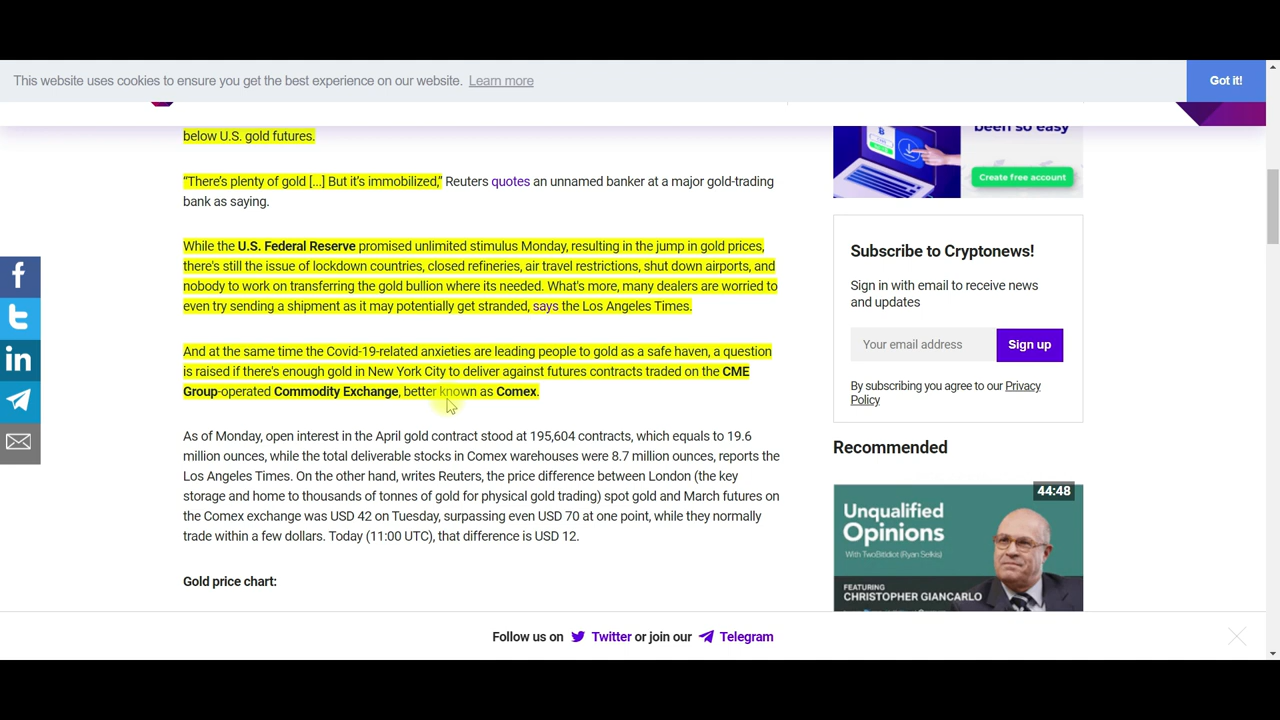 This website uses cookies to ensure you get the best experience on our website. Learn more
Got it!
below U.S. gold futures.
“There's plenty of gold [...] But it's immobilized,” Reuters quotes an unnamed banker at a major gold-trading
bank as saying.
While the U.S. Federal Reserve promised unlimited stimulus Monday, resulting in the jump in gold prices,
there's still the issue of lockdown countries, closed refineries, air travel restrictions, shut down airports, and
nobody to work on transferring the gold bullion where its needed. What's more, many dealers are worried to
even try sending a shipment as it may potentially get stranded, says the Los Angeles Times.
And at the same time the Covid-19-related anxieties are leading people to gold as a safe haven, a question
is raised if there's enough gold in New York City to deliver against futures contracts traded on the CME
Group-operated Commodity Exchange, better known as Comex.
As of Monday, open interest in the April gold contract stood at 195,604 contracts, which equals to 19.6
million ounces, while the total deliverable stocks in Comex warehouses were 8.7 million ounces, reports the
Los Angeles Times. On the other hand, writes Reuters, the price difference between London (the key
storage and home to thousands of tonnes of gold for physical gold trading) spot gold and March futures on
the Comex exchange was USD 42 on Tuesday, surpassing even USD 70 at one point, while they normally
trade within a few dollars. Today (11:00 UTC), that difference is USD 12.
Gold price chart:
been so easy
Create free account
Subscribe to Cryptonews!
Sign in with email to receive news
and updates
Your email address
Sign up
By subscribing you agree to our Privacy
Policy
Recommended
44:48
Unqualified
Opinions
With TwoBitIdiot (Ryan Selkis)
FEATURING
CHRISTOPHER GIANCARLO
Follow us on Twitter or join our Telegram